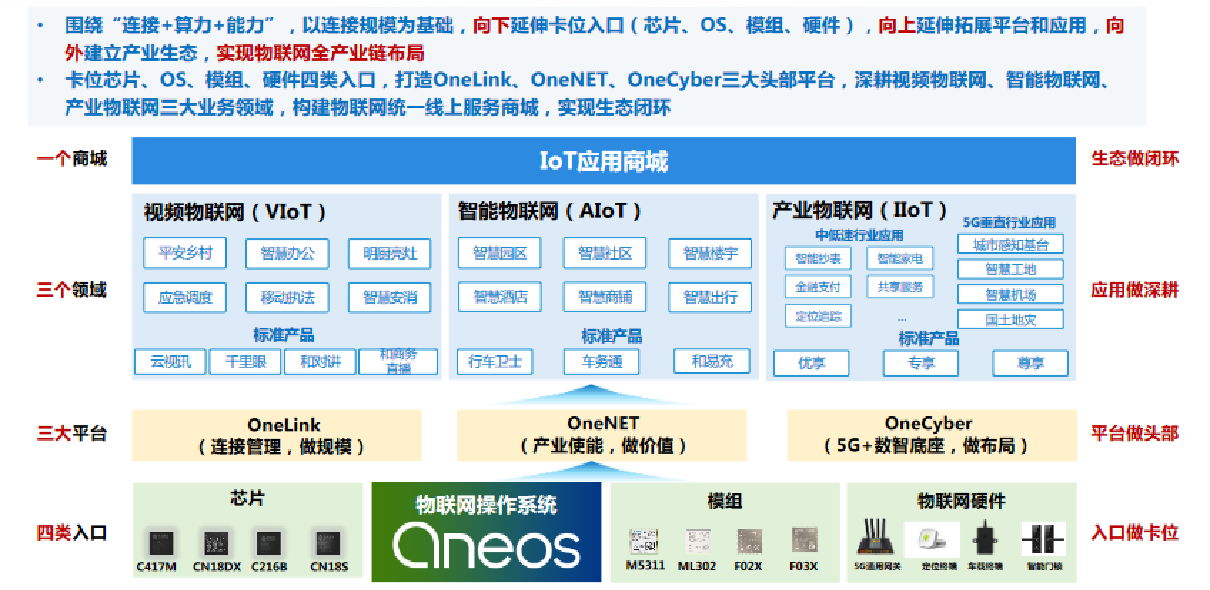 • 围绕“连接+算力+能力”，以连接规模为基础，向下延伸卡位入口（芯片、OS、模组、硬件），向上延伸拓展平台和应用，向
外建立产业生态，实现物联网全产业链布局
• 卡位芯片、OS、模组、硬件四类入口，打造OneLink、OneNET、OneCyber三大头部平台，深耕视频物联网、智能物联网、
产业物联网三大业务领域，构建物联网统一线上服务商城，实现生态闭环
一个商城
IoT应用商城
生态做闭环
三个领域
视频物联网（VIoT）
平安乡村 智慧办公 明厨亮灶
应急调度 移动执法 智慧安消
标准产品
云视讯 千里眼 和对讲 和商务
直播
智能物联网（AIoT）
智慧园区 智慧社区 智慧楼宇
智慧酒店 智慧商铺 智慧出行
标准产品
行车卫士 车务通 和易充
产业物联网（IIoT）
中低速行业应用
智能抄表 智能家电
金融支付 共享服务
定位追踪 ...
5G垂直行业应用
城市感知基台
智慧工地
智慧机场
国土地灾
标准产品
优享 专享 尊享
应用做深耕
三大平台
OneLink
（连接管理，做规模）
OneNET
（产业使能，做价值）
OneCyber
（5G+数智底座，做布局）
平台做头部
四类入口
芯片
C417M CN18DX C216B CN18S
物联网操作系统
Oneos
模组
M5311 ML302 F02X F03X
物联网硬件
5G通用网关 定位终端 车载终端 智能门锁
入口做卡位